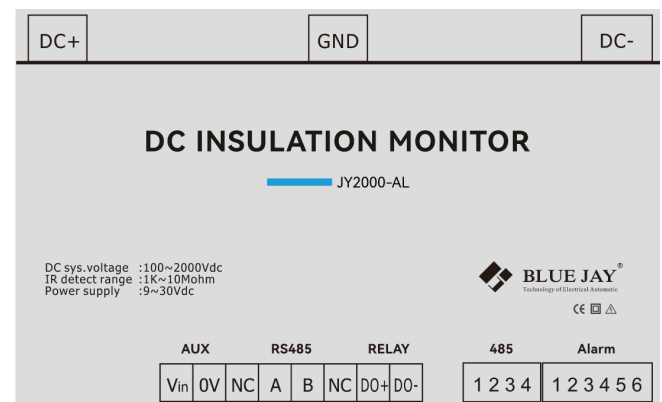 DC+ GND DC-
DC INSULATION MONITOR
JY2000-AL
DC sys.voltage :100~2000Vdc
IR detect range :1K~10Mohm
Power supply :9~30Vdc
BLUE JAY®
Technology of Electrical Automatic
CE
AUX RS485 RELAY 485 Alarm
Vin 0V NC A B NC DO+ DO- 1 2 3 4 1 2 3 4 5 6